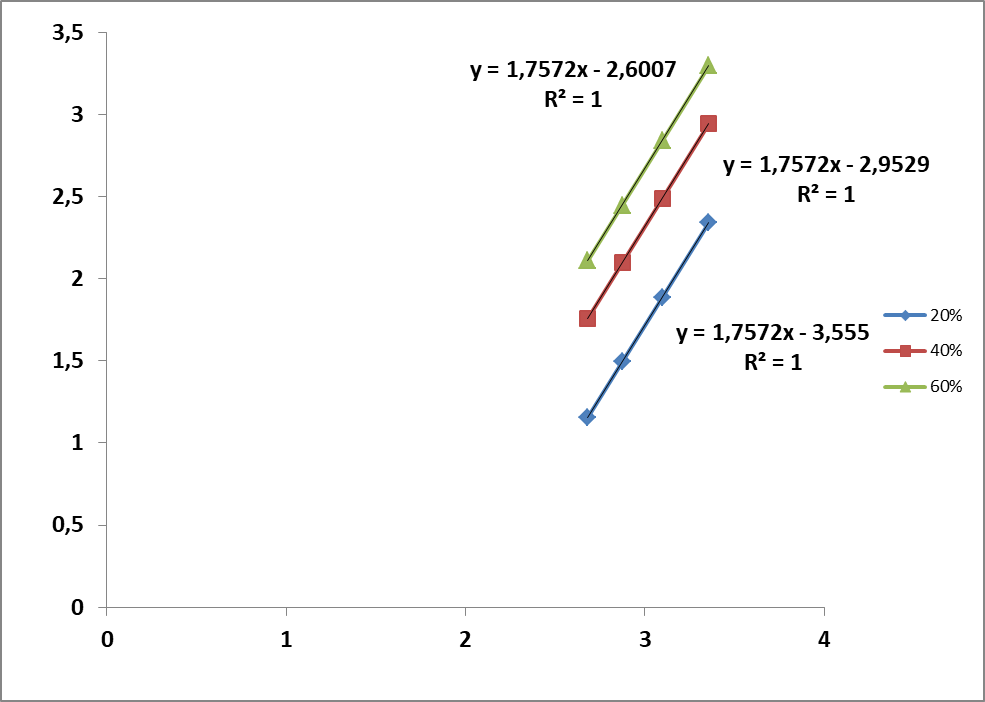 3,5
3
2,5
2
1,5
1
0,5
0
0
1
2
3
4
y = 1,7572x - 2,6007
R² = 1
y = 1,7572x - 2,9529
R² = 1
y = 1,7572x - 3,555
R² = 1
20%
40%
60%